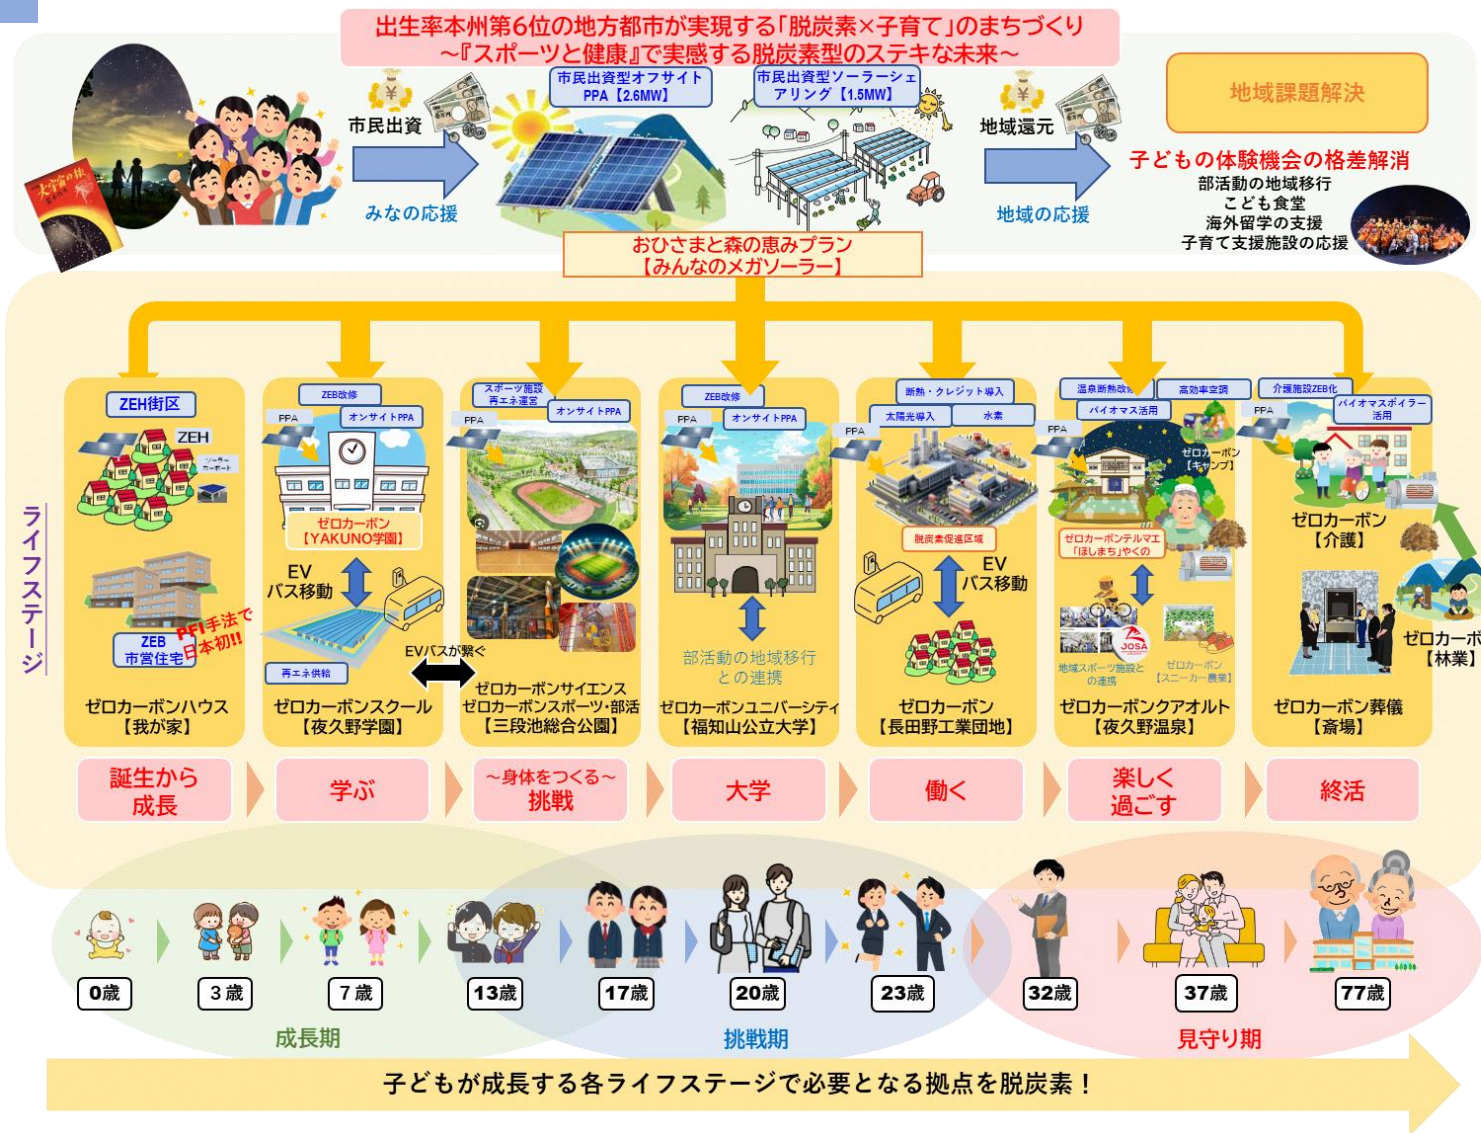 出生率本州第6位の地方都市が実現する「脱炭素×子育て」のまちづくり
～『スポーツと健康』で実感する脱炭素型のステキな未来～
市民出資型オフサイト
PPA【2.6MW】
市民出資型ソーラーシェ
アリング【1.5MW】
市民出資
みなの応援
地域還元
地域の応援
地域課題解決
子どもの体験機会の格差解消
部活動の地域移行
こども食堂
海外留学の支援
子育て支援施設の応援
大宇宙の旅
おひさまと森の恵みプラン
【みんなのメガソーラー】
ライフステージ
ZEH街区
ZEH
ソーラー
カーポート
ZEB
市営住宅
PFI手法で
日本初!!
ゼロカーボンハウス
【我が家】
ZEB改修
PPA
オンサイトPPA
ゼロカーボン
【YAKUNO学園】
EV
バス移動
再エネ供給
ゼロカーボンスクール
【夜久野学園】
EVバスが繋ぐ
スポーツ施設
再エネ運営
PPA
オンサイトPPA
ゼロカーボンサイエンス
ゼロカーボンスポーツ・部活
【三段池総合公園】
ZEB改修
PPA
オンサイトPPA
部活動の地域移行
との連携
ゼロカーボンユニバーシティ
【福知山公立大学】
断熱・クレジット導入
太陽光導入
水素
PPA
脱炭素促進区域
EV
バス移動
ゼロカーボン
【長田野工業団地】
温泉断熱改修
高効率空調
バイオマス活用
PPA
ゼロカーボン
【キャンプ】
ゼロカーボンテルマエ
「ほしまち」やくの
JOSA
地域スポーツ施設と
の連携
ゼロカーボン
【スニーカー農業】
ゼロカーボンクアオルト
【夜久野温泉】
介護施設ZEB化
PPA
バイオマスボイラー
活用
ゼロカーボン
【介護】
ゼロカーボン
【林業】
ゼロカーボン葬儀
【斎場】
誕生から
成長
学ぶ
～身体をつくる～
挑戦
大学
働く
楽しく
過ごす
終活
0歳
３歳
７歳
13歳
17歳
20歳
23歳
32歳
37歳
77歳
成長期
挑戦期
見守り期
子どもが成長する各ライフステージで必要となる拠点を脱炭素！